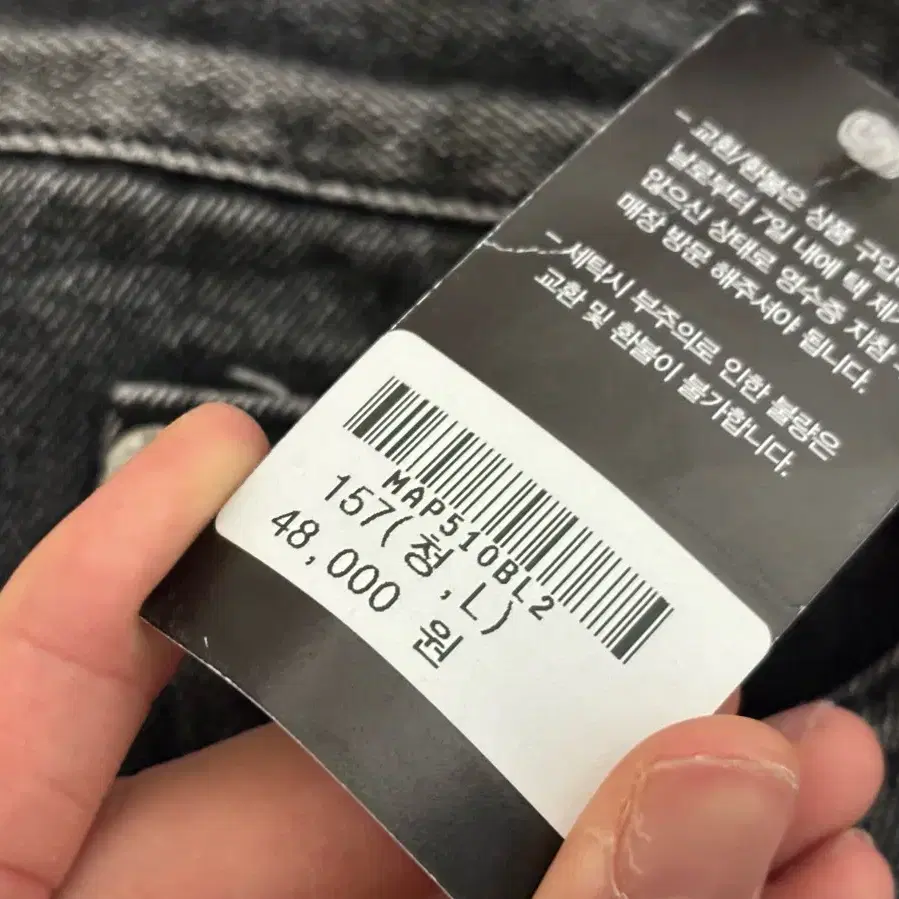 - 교환/환불은 상품 구입
날로부터 7일 내에 택 제거
않으신 상태로 영수증 지참
매장 방문 해주셔야 됩니다.
- 세탁시 부주의로 인한 불량은
교환 및 환불이 불가합니다.
MAP510BL2
157(청,L)
48,000 원